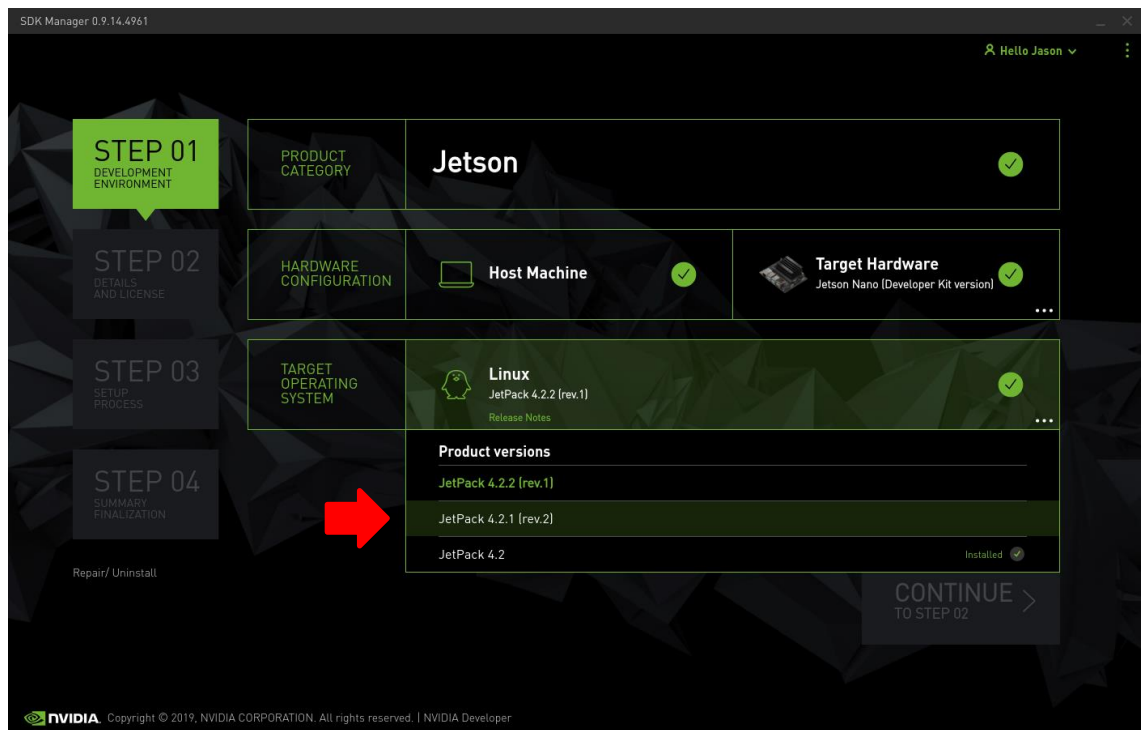 SDK Manager 0.9.14.4961
Hello Jason
STEP 01
DEVELOPMENT
ENVIRONMENT
PRODUCT
CATEGORY
Jetson
STEP 02
DETAILS
AND LICENSE
HARDWARE
CONFIGURATION
Host Machine
Target Hardware
Jetson Nano (Developer Kit version)
STEP 03
SETUP
PROCESS
TARGET
OPERATING
SYSTEM
Linux
JetPack 4.2.2 (rev.1)
Release Notes
Product versions
JetPack 4.2.2 (rev.1)
JetPack 4.2.1 (rev.2)
JetPack 4.2
Installed
STEP 04
SUMMARY
FINALIZATION
Repair/ Uninstall
CONTINUE
TO STEP 02
NVIDIA. Copyright © 2019, NVIDIA CORPORATION. All rights reserved. | NVIDIA Developer